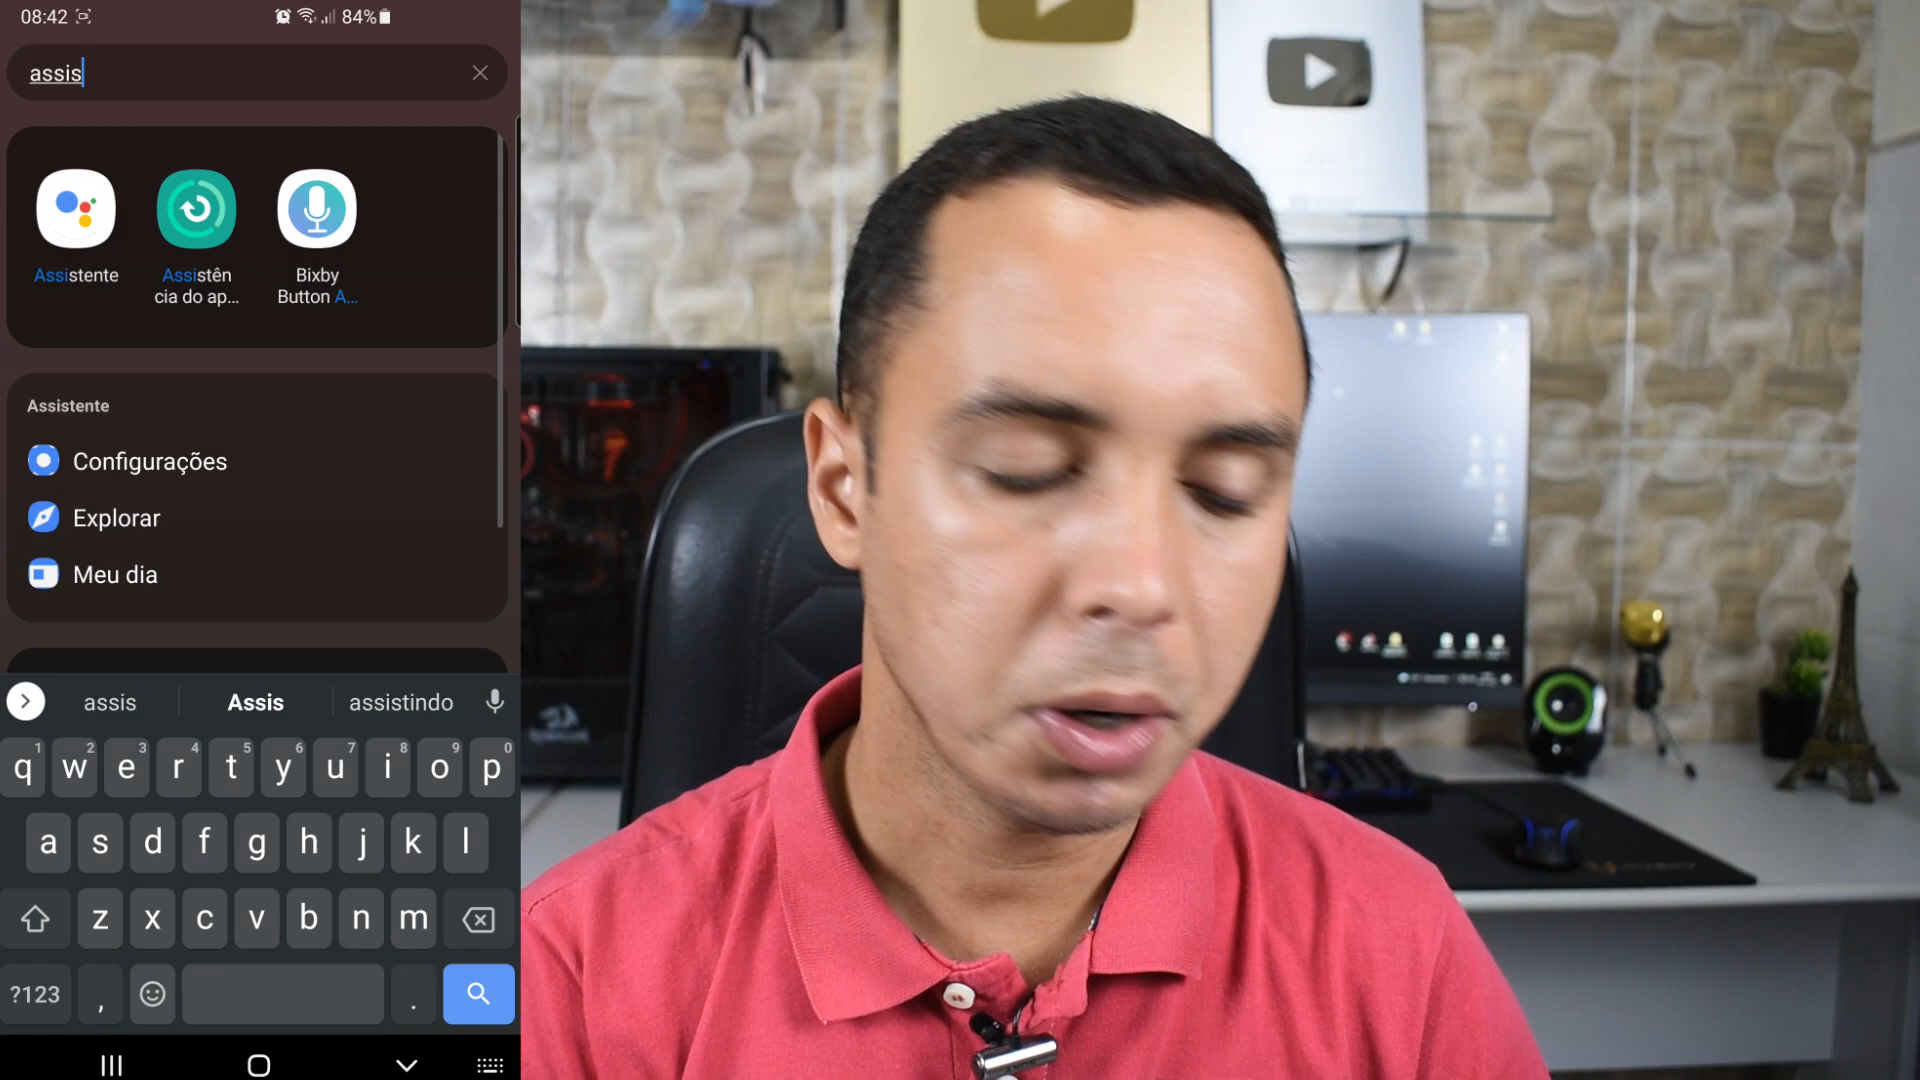 08:42
84%
assis
Assistente
Assistên
cia do ap...
Bixby
Button A...
Assistente
Configurações
Explorar
Meu dia
assis
Assis
assistindo
1 2 3 4 5 6 7 8 9 0
q w e r t y u i o p
a s d f g h j k l
z x c v b n m
?123 , .